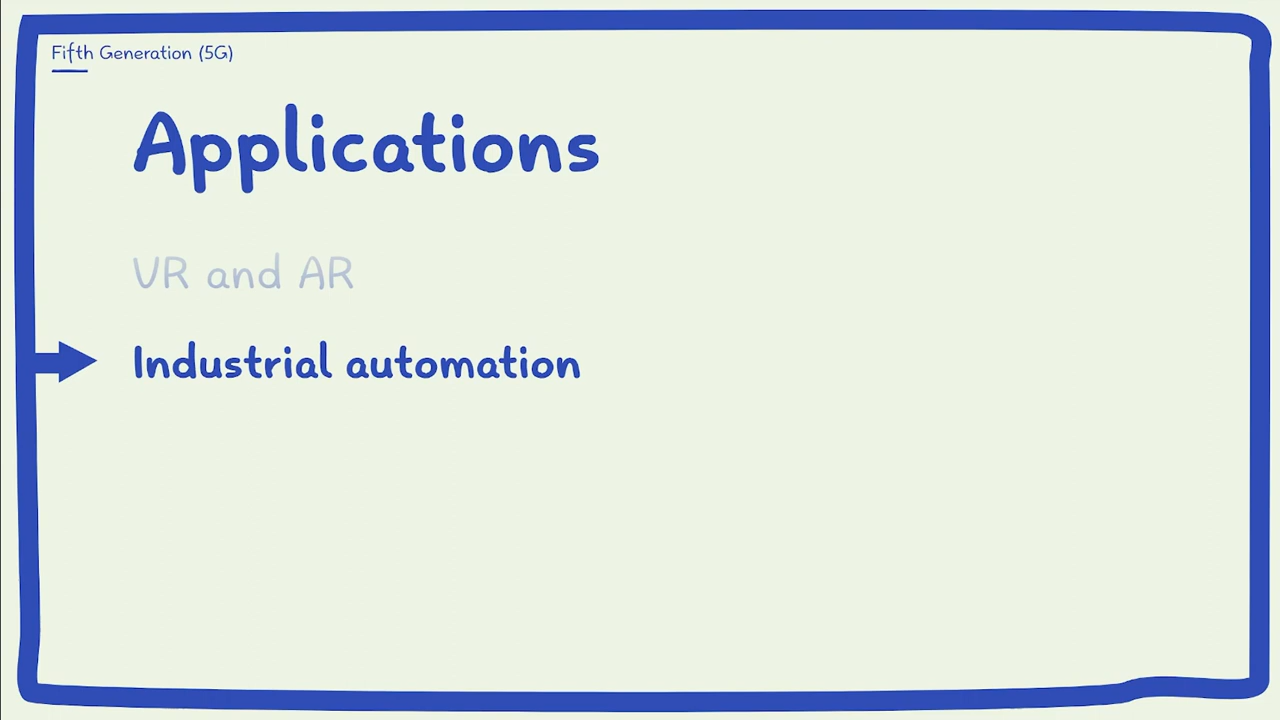 Fifth Generation (5G)
Applications
VR and AR
Industrial automation